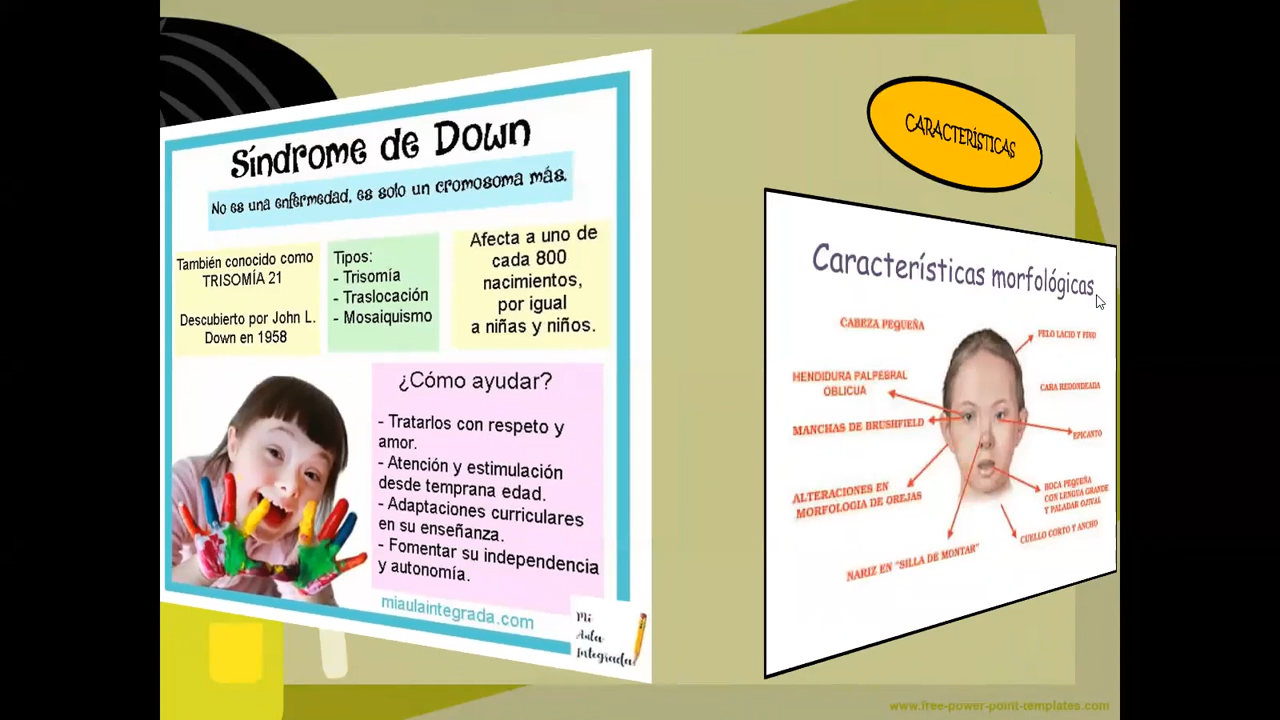 Síndrome de Down
No es una enfermedad, es solo un cromosoma más.
También conocido como
TRISOMÍA 21
Descubierto por John L.
Down en 1958
Tipos:
- Trisomía
- Traslocación
- Mosaiquismo
Afecta a uno de
cada 800
nacimientos,
por igual
a niñas y niños.
¿Cómo ayudar?
- Tratarlos con respeto y
amor.
- Atención y estimulación
desde temprana edad.
- Adaptaciones curriculares
en su enseñanza.
- Fomentar su independencia
y autonomía.
miaulaintegrada.com
Mi
Aula
Integrada
CARACTERÍSTICAS
Características morfológicas
CABEZA PEQUEÑA
PELO LACIO Y FINO
HENDIDURA PALPEBRAL
OBLICUA
CARA REDONDEADA
MANCHAS DE BRUSHFIELD
EPICANTO
ALTERACIONES EN
MORFOLOGIA DE OREJAS
BOCA PEQUEÑA
CON LENGUA GRANDE
Y PALADAR OJIVAL
CUELLO CORTO Y ANCHO
NARIZ EN "SILLA DE MONTAR"
www.free-power-point-templates.com